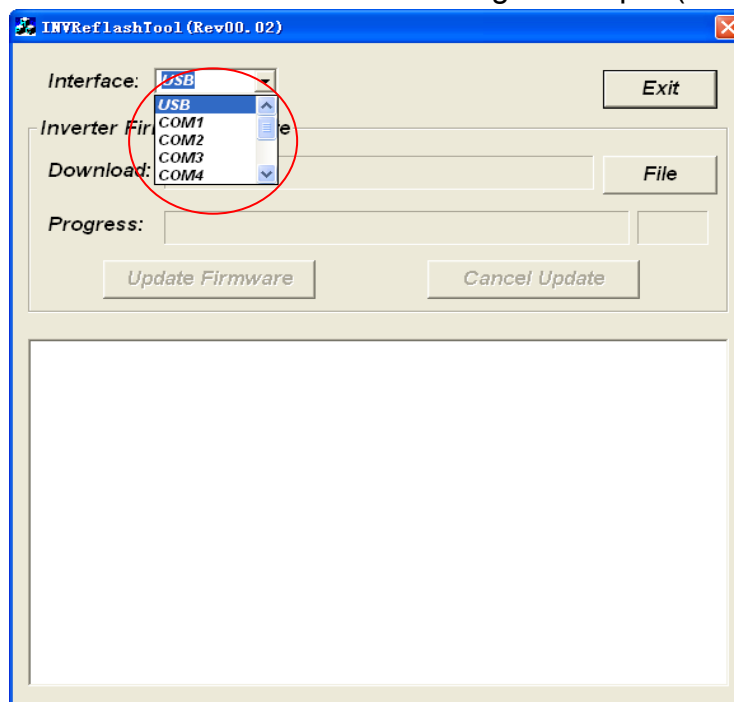 INVReflashTool(Rev00.02)
Interface: USB
Exit
USB
COM1
COM2
COM3
COM4
Inverter Fir e
Download:
File
Progress:
Update Firmware
Cancel Update